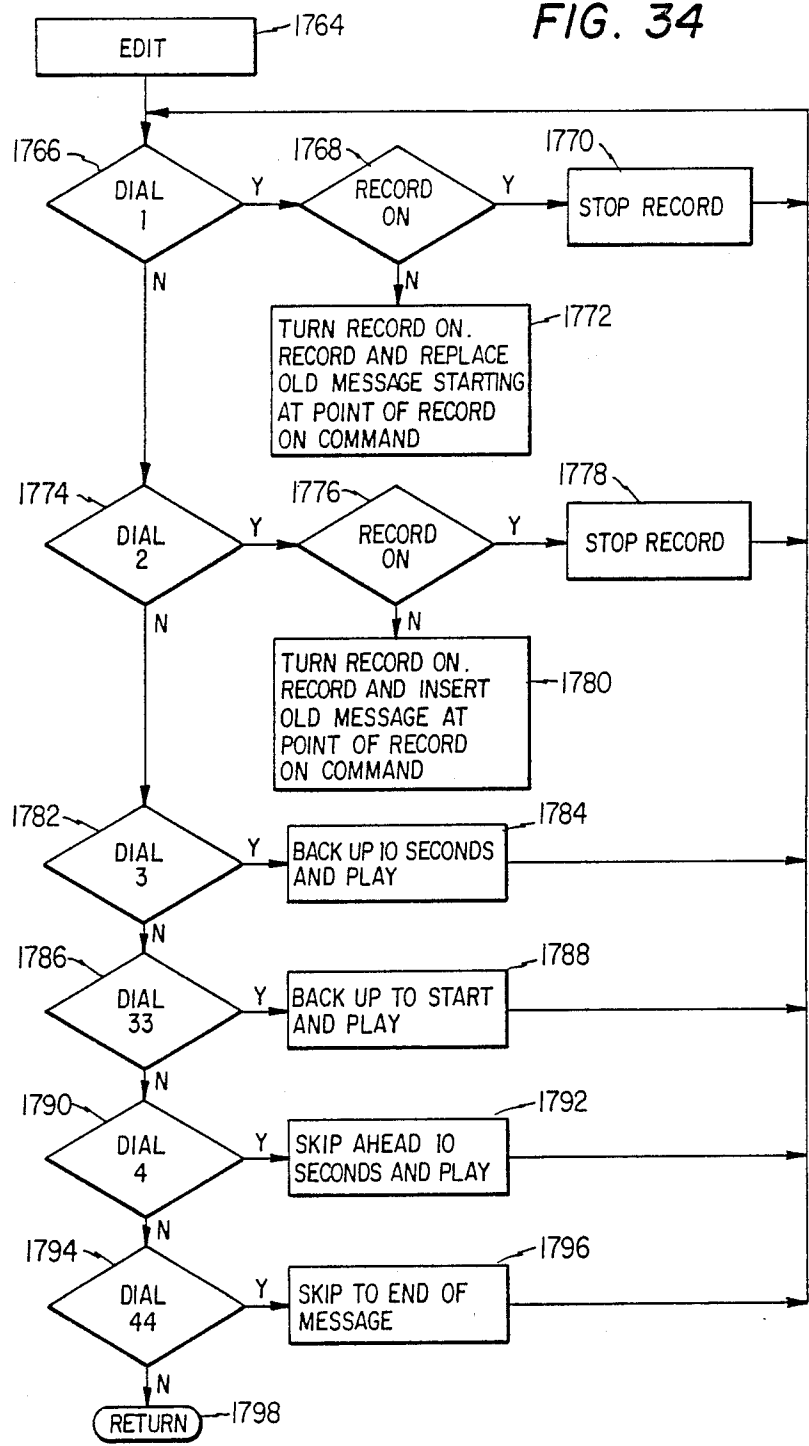 FIG. 34
EDIT
1764
1766
DIAL
1
Y
N
1768
RECORD
ON
Y
N
1770
STOP RECORD
TURN RECORD ON.
RECORD AND REPLACE
OLD MESSAGE STARTING
AT POINT OF RECORD
ON COMMAND
1772
1774
DIAL
2
Y
N
1776
RECORD
ON
Y
N
1778
STOP RECORD
TURN RECORD ON.
RECORD AND INSERT
OLD MESSAGE AT
POINT OF RECORD
ON COMMAND
1780
1782
DIAL
3
Y
N
1784
BACK UP 10 SECONDS
AND PLAY
1786
DIAL
33
Y
N
1788
BACK UP TO START
AND PLAY
1790
DIAL
4
Y
N
1792
SKIP AHEAD 10
SECONDS AND PLAY
1794
DIAL
44
Y
N
1796
SKIP TO END OF
MESSAGE
RETURN
1798